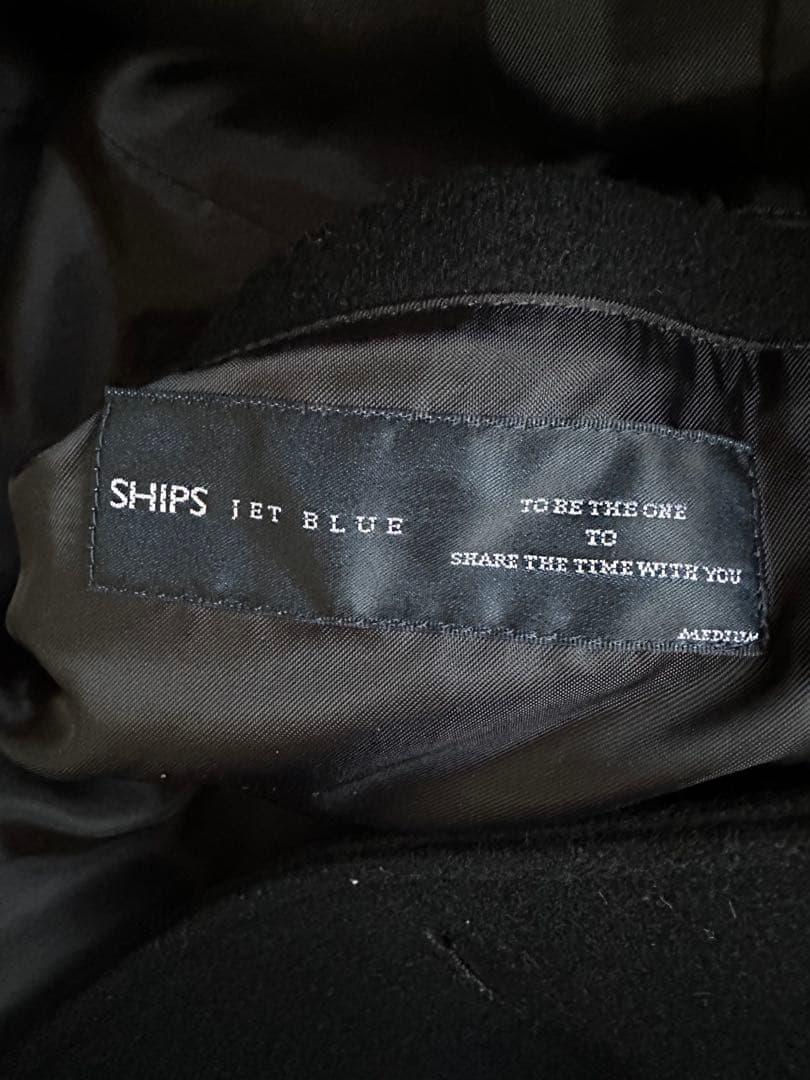 SHIPS JET BLUE
TO BE THE ONE
TO
SHARE THE TIME WITH YOU
MEDIUM